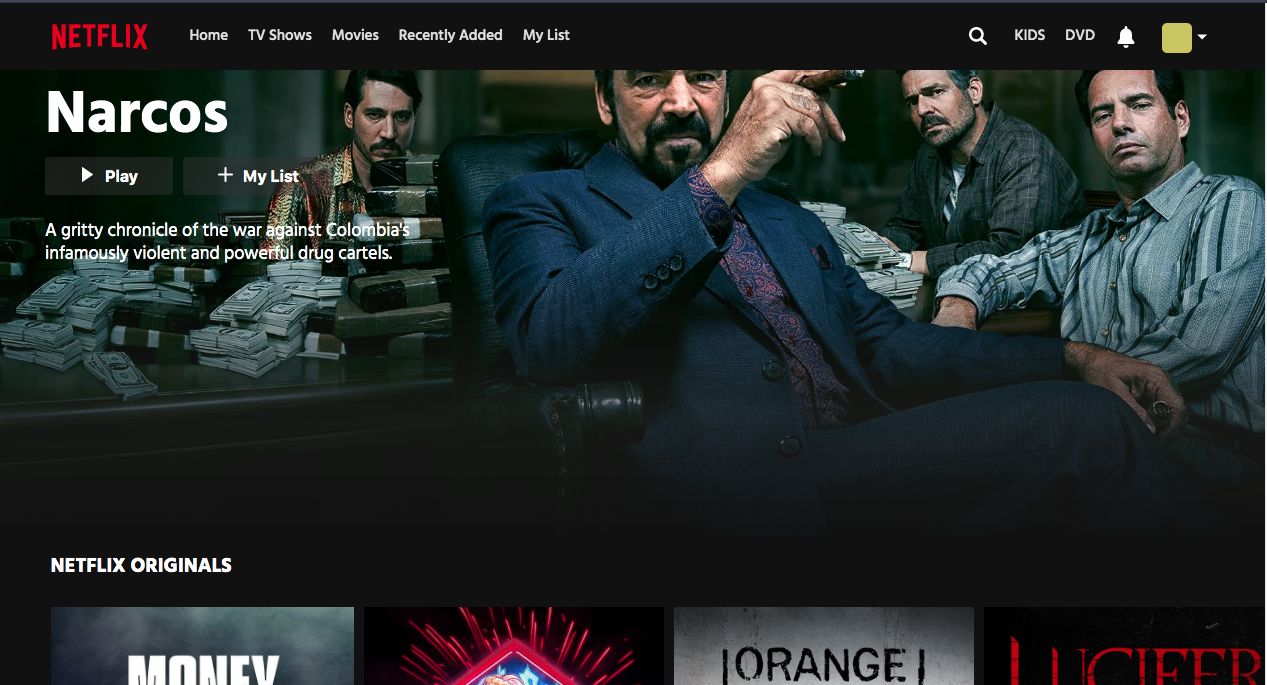 NETFLIX
Home TV Shows Movies Recently Added My List
KIDS DVD
Narcos
Play
My List
A gritty chronicle of the war against Colombia's
infamously violent and powerful drug cartels.
NETFLIX ORIGINALS
MONEY
ORANGE
LUCIFER